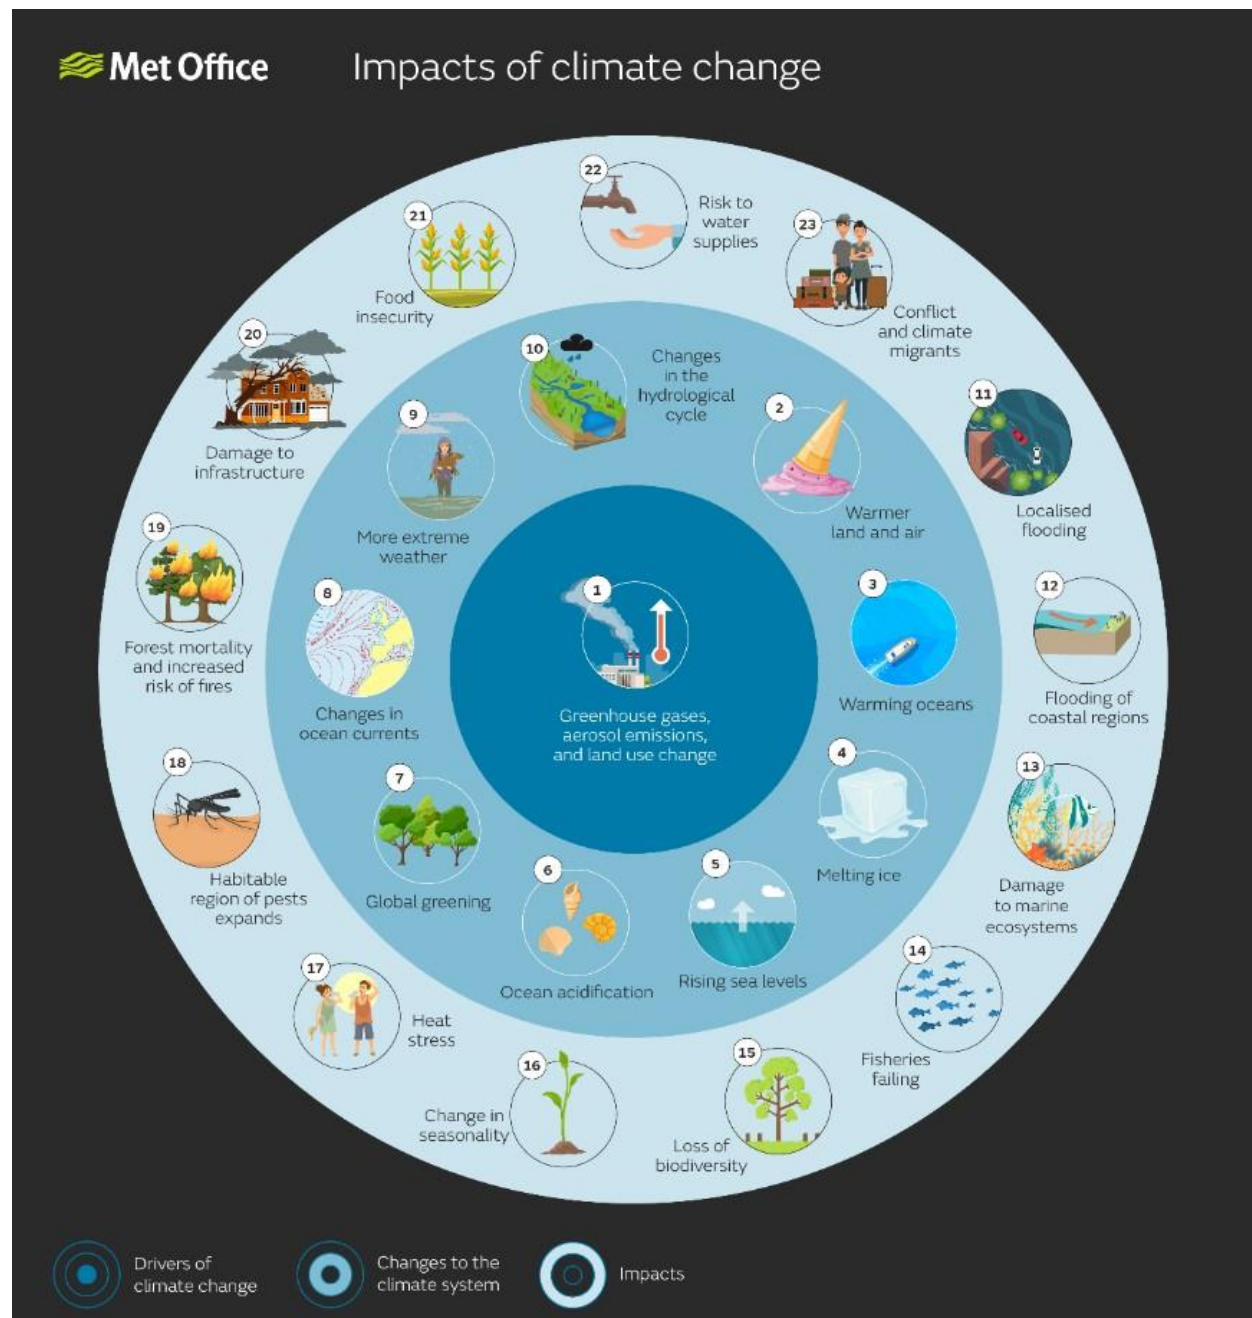 Met Office
Impacts of climate change
1
Greenhouse gases,
aerosol emissions,
and land use change
2
Warmer
land and air
3
Warming oceans
4
Melting ice
5
Rising sea levels
6
Ocean acidification
7
Global greening
8
Changes in
ocean currents
9
More extreme
weather
10
Changes
in the
hydrological
cycle
11
Localised
flooding
12
Flooding of
coastal regions
13
Damage
to marine
ecosystems
14
Fisheries
failing
15
Loss of
biodiversity
16
Change in
seasonality
17
Heat
stress
18
Habitable
region of pests
expands
19
Forest mortality
and increased
risk of fires
20
Damage to
infrastructure
21
Food
insecurity
22
Risk to
water
supplies
23
Conflict
and climate
migrants
Drivers of
climate change
Changes to the
climate system
Impacts